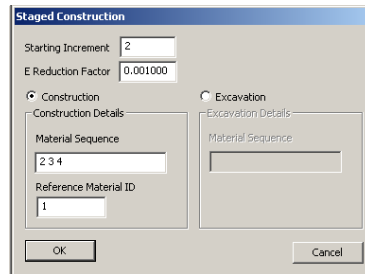 Staged Construction
Starting Increment 2
E Reduction Factor 0.001000
Construction
Excavation
Construction Details
Excavation Details
Material Sequence
Material Sequence
2 3 4
Reference Material ID
1
OK
Cancel